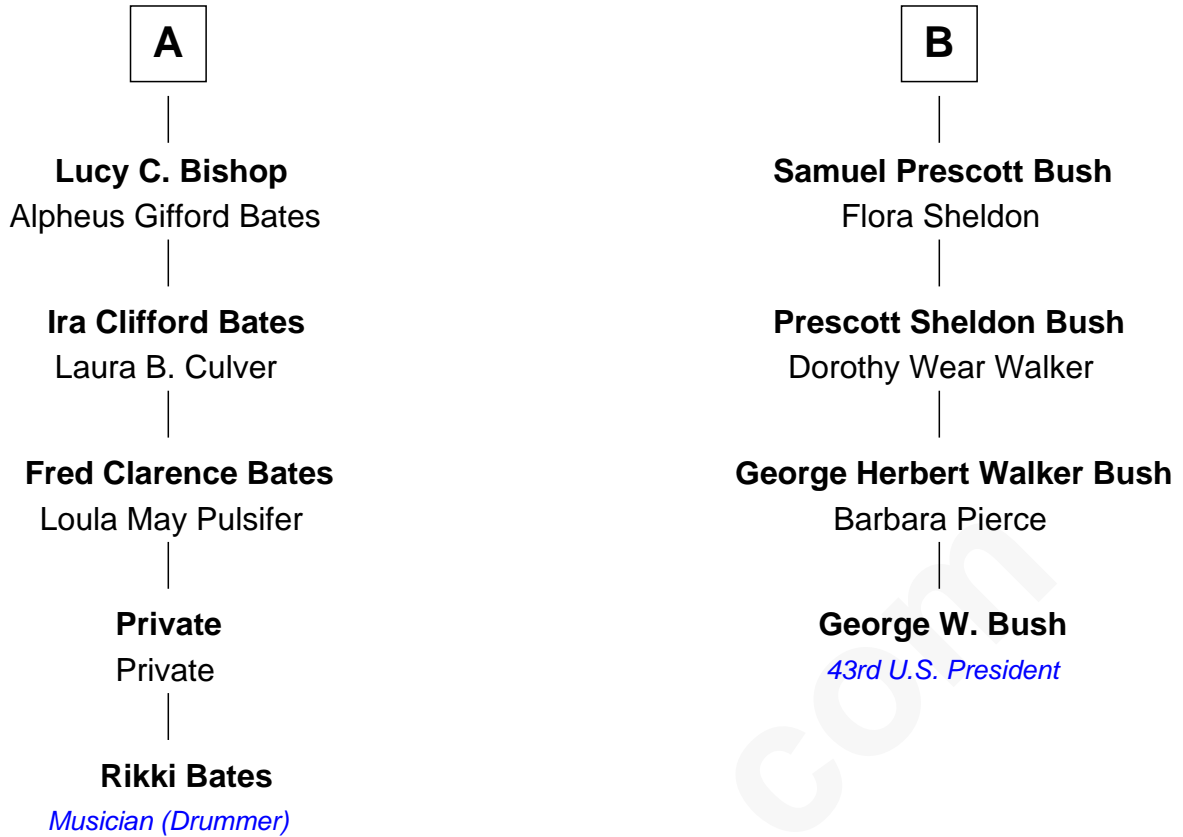 A
Lucy C. Bishop
Alpheus Gifford Bates
Ira Clifford Bates
Laura B. Culver
Fred Clarence Bates
Loula May Pulsifer
Private
Private
Rikki Bates
Musician (Drummer)
B
Samuel Prescott Bush
Flora Sheldon
Prescott Sheldon Bush
Dorothy Wear Walker
George Herbert Walker Bush
Barbara Pierce
George W. Bush
43rd U.S. President
com